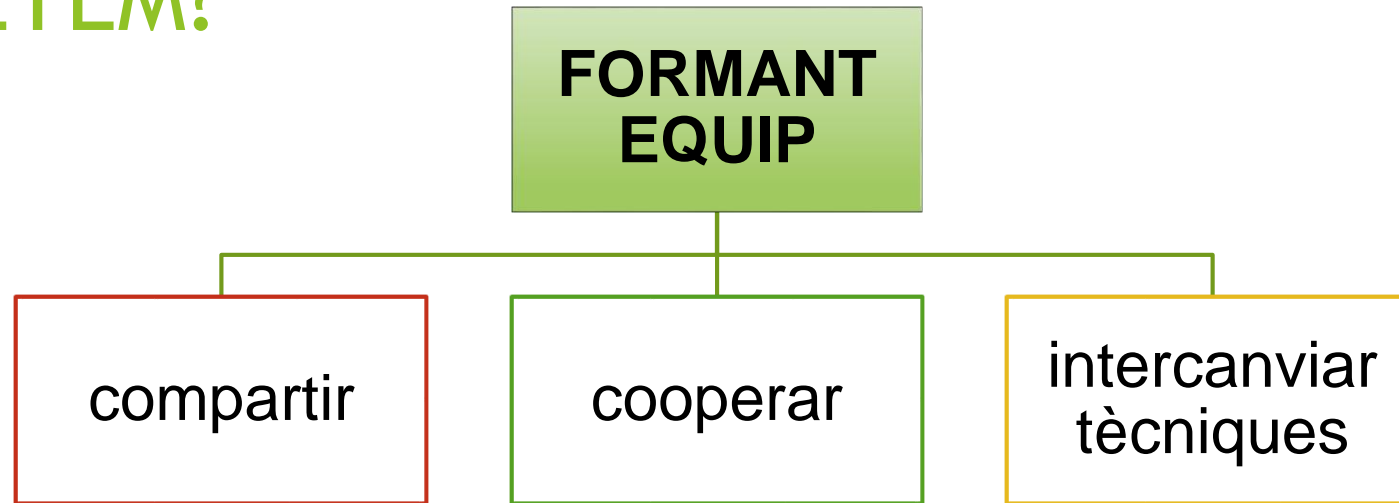 FORMANT
EQUIP
compartir
cooperar
intercanviar
tècniques